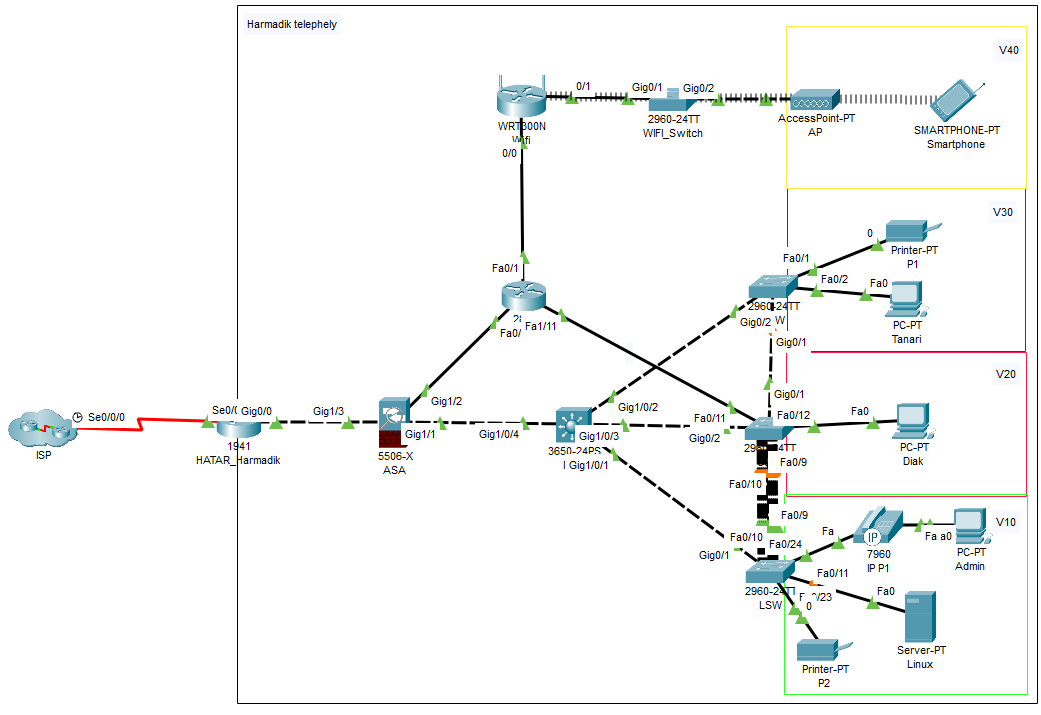 Harmadik telephely
V40
0/1
Gig0/1
Gig0/2
WRT300N
Wifi
2960-24TT
WIFI_Switch
AccessPoint-PT
AP
SMARTPHONE-PT
Smartphone
0/0
V30
0
Printer-PT
P1
Fa0/1
Fa0/1
Fa0/2
Fa0
2960-24TT
PC-PT
Tanari
Fa1/11
Gig0/2
Gig0/1
V20
Gig1/2
Gig0/1
Se0/0/0
Gig0/0
Gig1/3
Gig1/0/2
Fa0/11
Fa0/12
Fa0
ISP
Gig1/1
Gig1/0/4
Gig1/0/3
Gig0/2
1941
HATAR_Harmadik
5506-X
ASA
Gig1/0/1
PC-PT
Diak
Fa0/9
Fa0/10
Fa0/9
V10
Fa0/10
Fa0/24
Fa
IP
Gig0/1
7960
IP P1
PC-PT
Admin
Fa0/11
LSW
0
Fa0
Server-PT
Linux
Printer-PT
P2